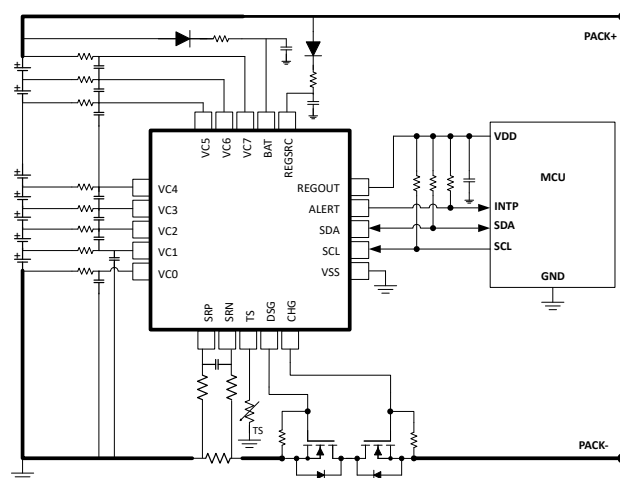 PACK+
VC5
VC6
VC7
BAT
REGSRC
VC4
VC3
VC2
VC1
VC0
REGOUT
ALERT
SDA
SCL
VSS
SRP
SRN
TS
DSG
CHG
VDD
MCU
INTP
SDA
SCL
GND
TS
PACK-